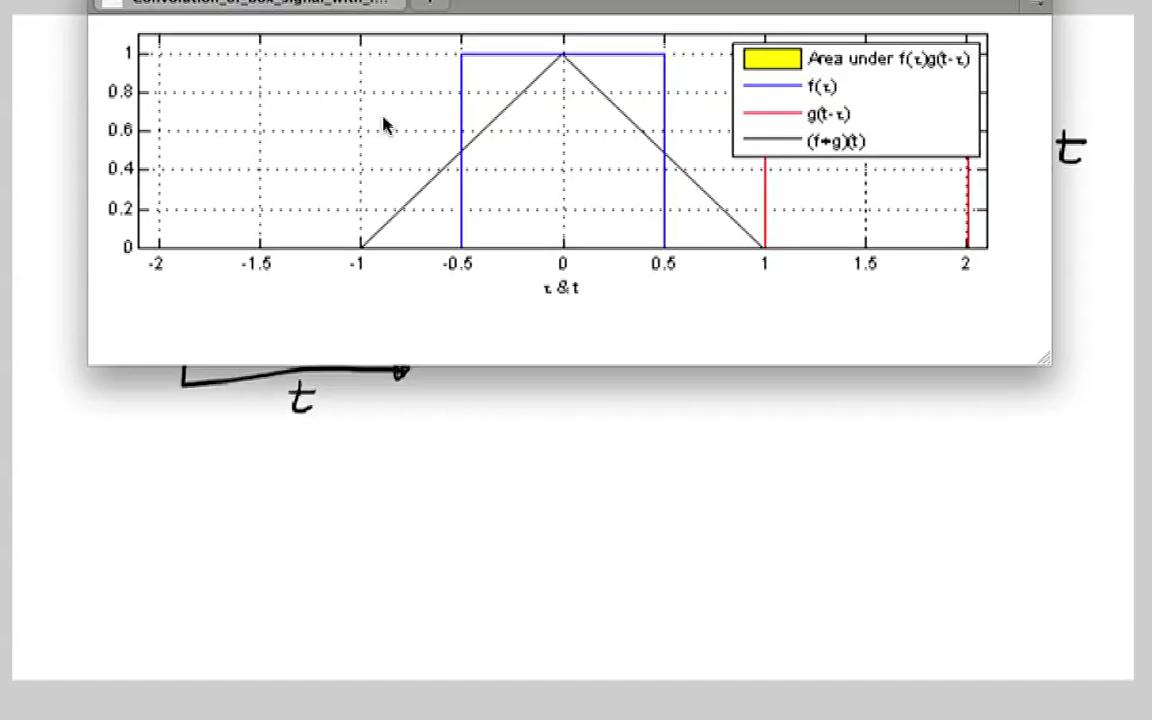 Area under f(τ)g(t-τ)
f(τ)
g(t-τ)
(f*g)(t)
1
0.8
0.6
0.4
0.2
0
-2 -1.5 -1 -0.5 0 0.5 1 1.5 2
τ & t
t
t